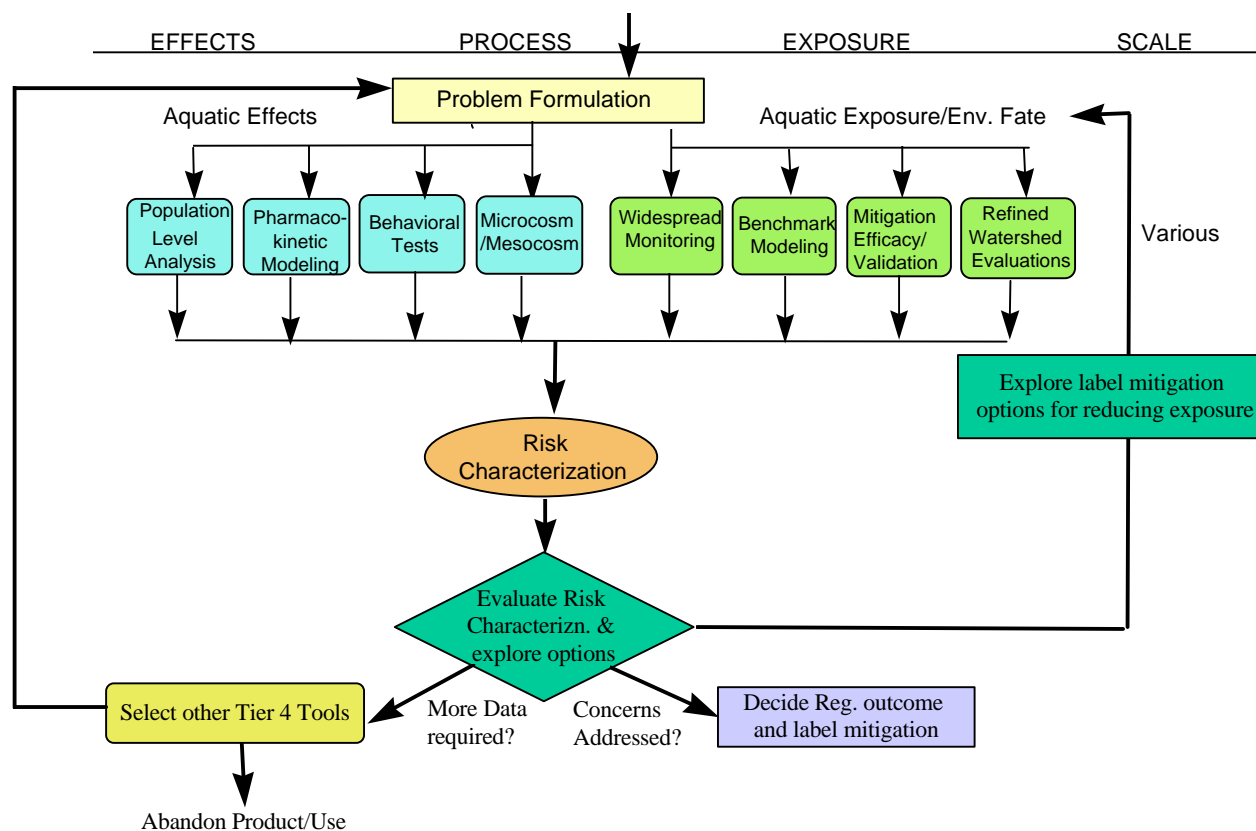 EFFECTS PROCESS EXPOSURE SCALE
Problem Formulation
Aquatic Effects
Aquatic Exposure/Env. Fate
Population
Level
Analysis
Pharmaco-
kinetic
Modeling
Behavioral
Tests
Microcosm
/Mesocosm
Widespread
Monitoring
Benchmark
Modeling
Mitigation
Efficacy/
Validation
Refined
Watershed
Evaluations
Various
Explore label mitigation
options for reducing exposure
Risk
Characterization
Evaluate Risk
Characterizn. &
explore options
Select other Tier 4 Tools
More Data
required?
Concerns
Addressed?
Decide Reg. outcome
and label mitigation
Abandon Product/Use